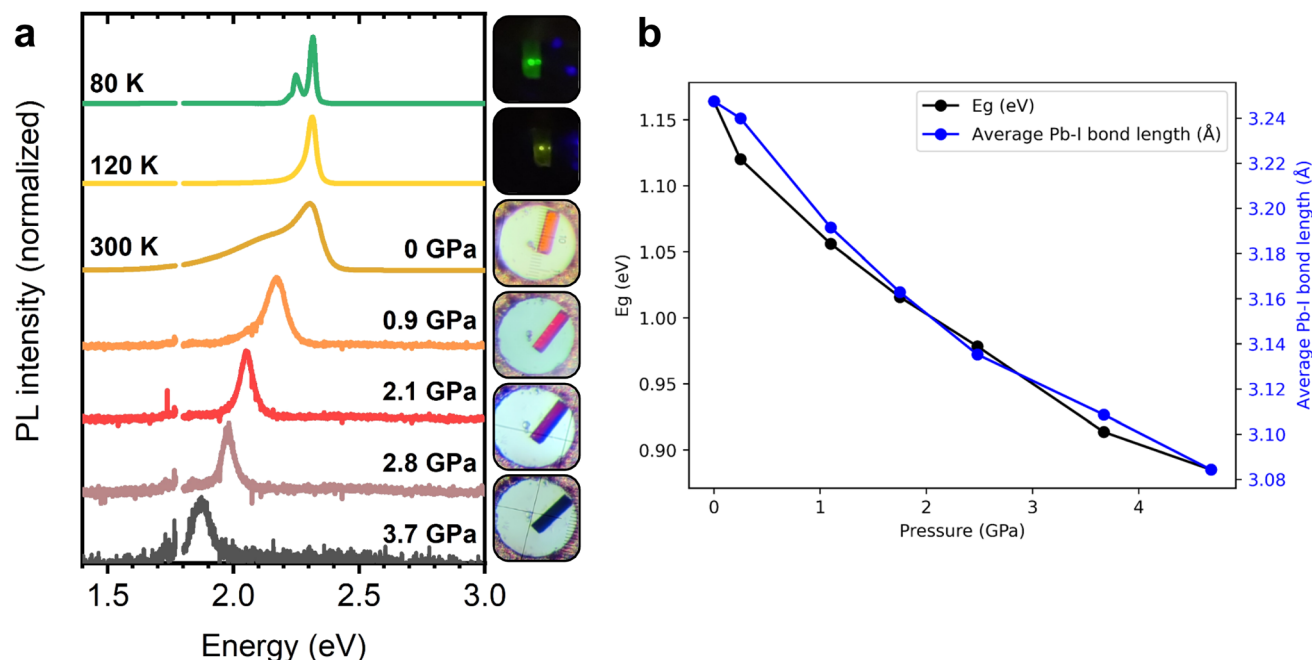 a
PL intensity (normalized)
80 K
120 K
300 K
0 GPa
0.9 GPa
2.1 GPa
2.8 GPa
3.7 GPa
1.5
2.0
2.5
3.0
Energy (eV)
b
Eg (eV)
Average Pb-I bond length (Å)
Eg (eV)
1.15
1.10
1.05
1.00
0.95
0.90
0
1
2
3
4
Pressure (GPa)
3.24
3.22
3.20
3.18
3.16
3.14
3.12
3.10
3.08
Average Pb-I bond length (Å)